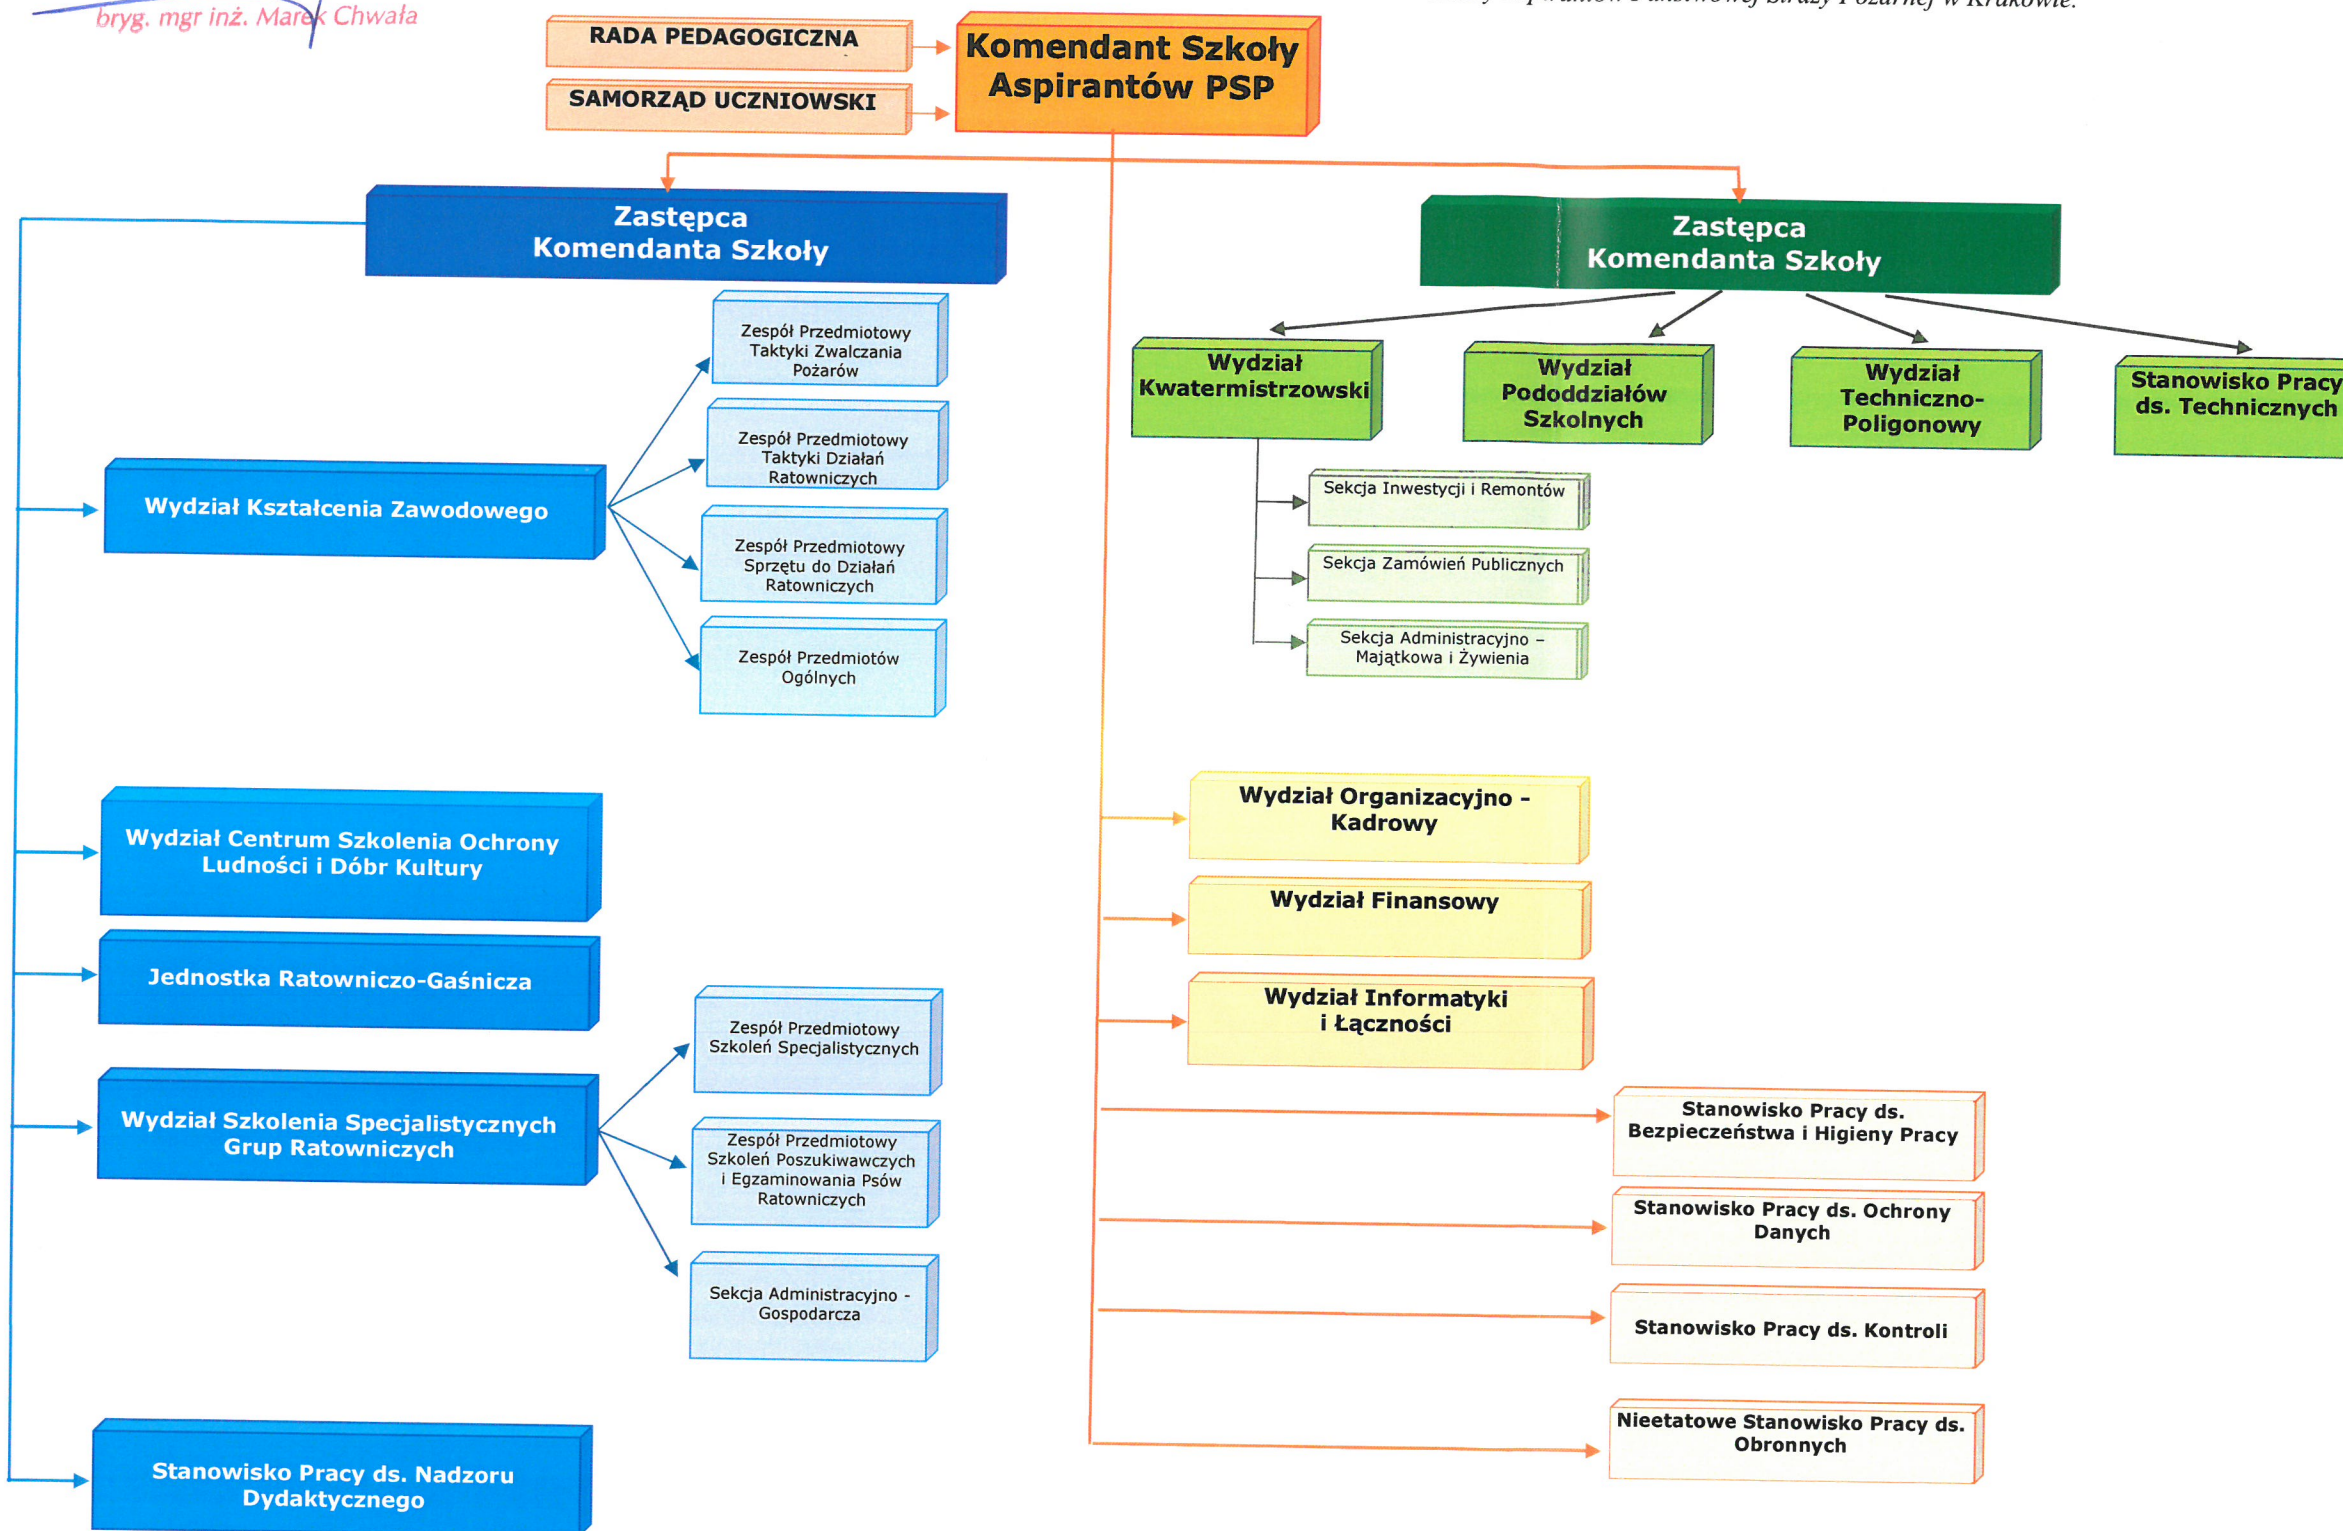 bryg. mgr inż. Marek Chwała
Aspirantów Państwowej Straży Pożarnej w Krakowie.
RADA PEDAGOGICZNA
SAMORZĄD UCZNIOWSKI
Komendant Szkoły
Aspirantów PSP
Zastępca
Komendanta Szkoły
Zastępca
Komendanta Szkoły
Wydział Kształcenia Zawodowego
Zespół Przedmiotowy
Taktyki Zwalczania
Pożarów
Zespół Przedmiotowy
Taktyki Działań
Ratowniczych
Zespół Przedmiotowy
Sprzętu do Działań
Ratowniczych
Zespół Przedmiotów
Ogólnych
Wydział Centrum Szkolenia Ochrony
Ludności i Dóbr Kultury
Jednostka Ratowniczo-Gaśnicza
Wydział Szkolenia Specjalistycznych
Grup Ratowniczych
Zespół Przedmiotowy
Szkoleń Specjalistycznych
Zespół Przedmiotowy
Szkoleń Poszukiwawczych
i Egzaminowania Psów
Ratowniczych
Sekcja Administracyjno -
Gospodarcza
Stanowisko Pracy ds. Nadzoru
Dydaktycznego
Wydział
Kwatermistrzowski
Wydział
Pododdziałów
Szkolnych
Wydział
Techniczno-
Poligonowy
Stanowisko Pracy
ds. Technicznych
Sekcja Inwestycji i Remontów
Sekcja Zamówień Publicznych
Sekcja Administracyjno –
Majątkowa i Żywienia
Wydział Organizacyjno -
Kadrowy
Wydział Finansowy
Wydział Informatyki
i Łączności
Stanowisko Pracy ds.
Bezpieczeństwa i Higieny Pracy
Stanowisko Pracy ds. Ochrony
Danych
Stanowisko Pracy ds. Kontroli
Nieetatowe Stanowisko Pracy ds.
Obronnych